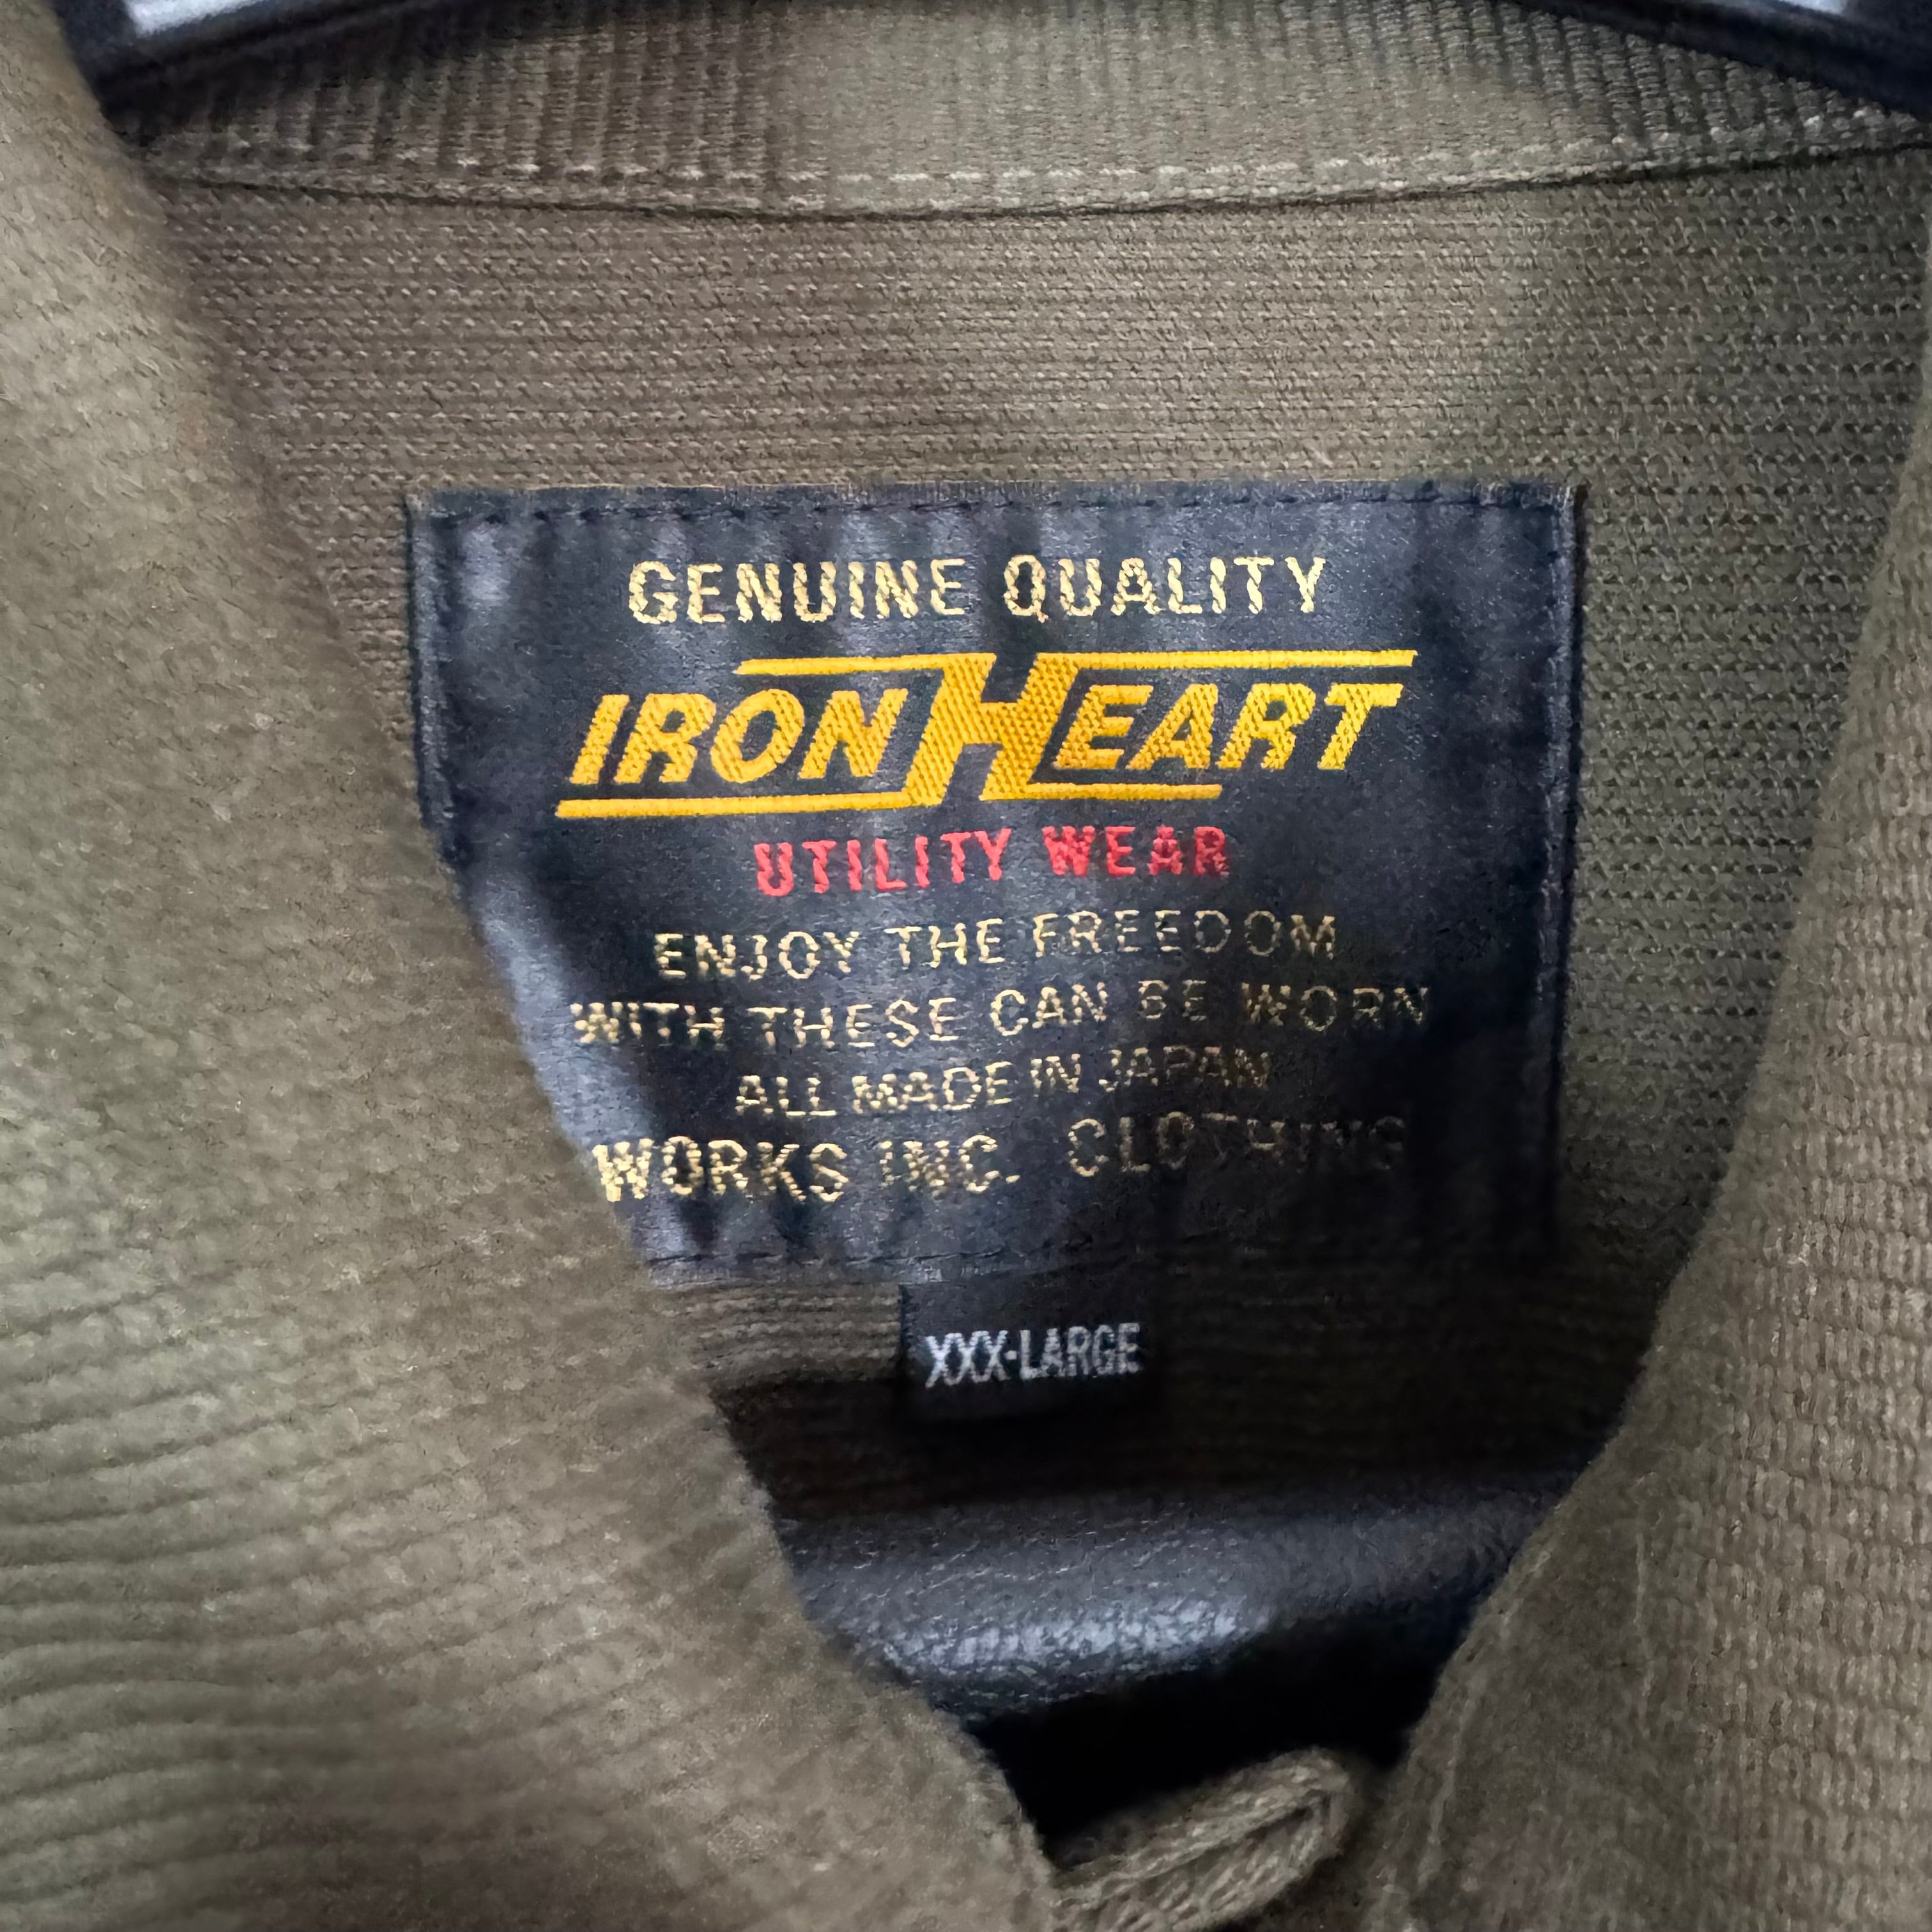 GENUINE QUALITY
IRON HEART
UTILITY WEAR
ENJOY THE FREEDOM
WITH THESE CAN BE WORN
ALL MADE IN JAPAN
WORKS INC. CLOTHING
XXX-LARGE